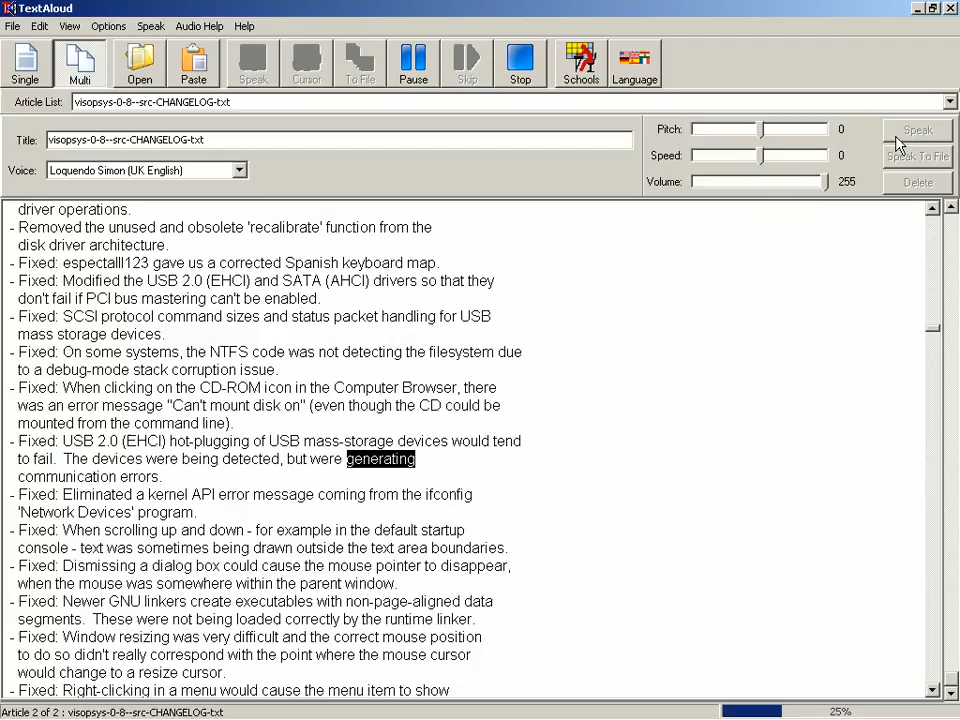 TextAloud
File Edit View Options Speak Audio Help Help
Single Multi Open Paste Speak Cursor To File Pause Skip Stop Schools Language
Article List: visopsys-0-8--src-CHANGELOG-txt
Title: visopsys-0-8--src-CHANGELOG-txt
Voice: Loquendo Simon (UK English)
Pitch: 0 Speak
Speed: 0 Speak To File
Volume: 255 Delete
driver operations.
- Removed the unused and obsolete 'recalibrate' function from the
disk driver architecture.
- Fixed: espectalll123 gave us a corrected Spanish keyboard map.
- Fixed: Modified the USB 2.0 (EHCI) and SATA (AHCI) drivers so that they
don't fail if PCI bus mastering can't be enabled.
- Fixed: SCSI protocol command sizes and status packet handling for USB
mass storage devices.
- Fixed: On some systems, the NTFS code was not detecting the filesystem due
to a debug-mode stack corruption issue.
- Fixed: When clicking on the CD-ROM icon in the Computer Browser, there
was an error message "Can't mount disk on" (even though the CD could be
mounted from the command line).
- Fixed: USB 2.0 (EHCI) hot-plugging of USB mass-storage devices would tend
to fail. The devices were being detected, but were generating
communication errors.
- Fixed: Eliminated a kernel API error message coming from the ifconfig
'Network Devices' program.
- Fixed: When scrolling up and down - for example in the default startup
console - text was sometimes being drawn outside the text area boundaries.
- Fixed: Dismissing a dialog box could cause the mouse pointer to disappear,
when the mouse was somewhere within the parent window.
- Fixed: Newer GNU linkers create executables with non-page-aligned data
segments. These were not being loaded correctly by the runtime linker.
- Fixed: Window resizing was very difficult and the correct mouse position
to do so didn't really correspond with the point where the mouse cursor
would change to a resize cursor.
- Fixed: Right-clicking in a menu would cause the menu item to show
Article 2 of 2 : visopsys-0-8--src-CHANGELOG-txt 25%